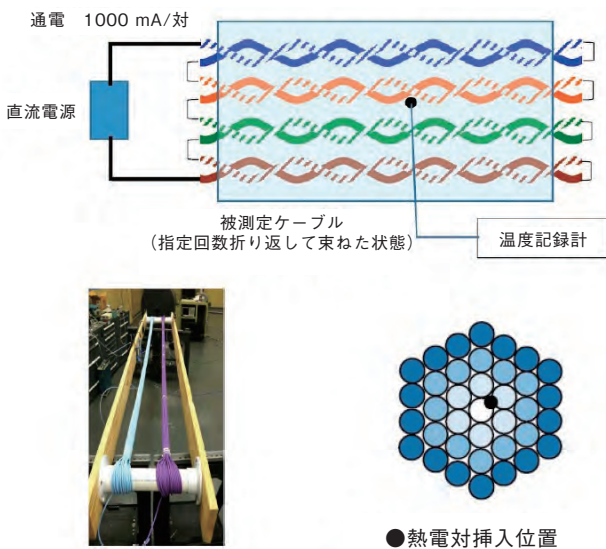 通電　1000 mA/対
直流電源
被測定ケーブル
（指定回数折り返して束ねた状態）
温度記録計
●熱電対挿入位置